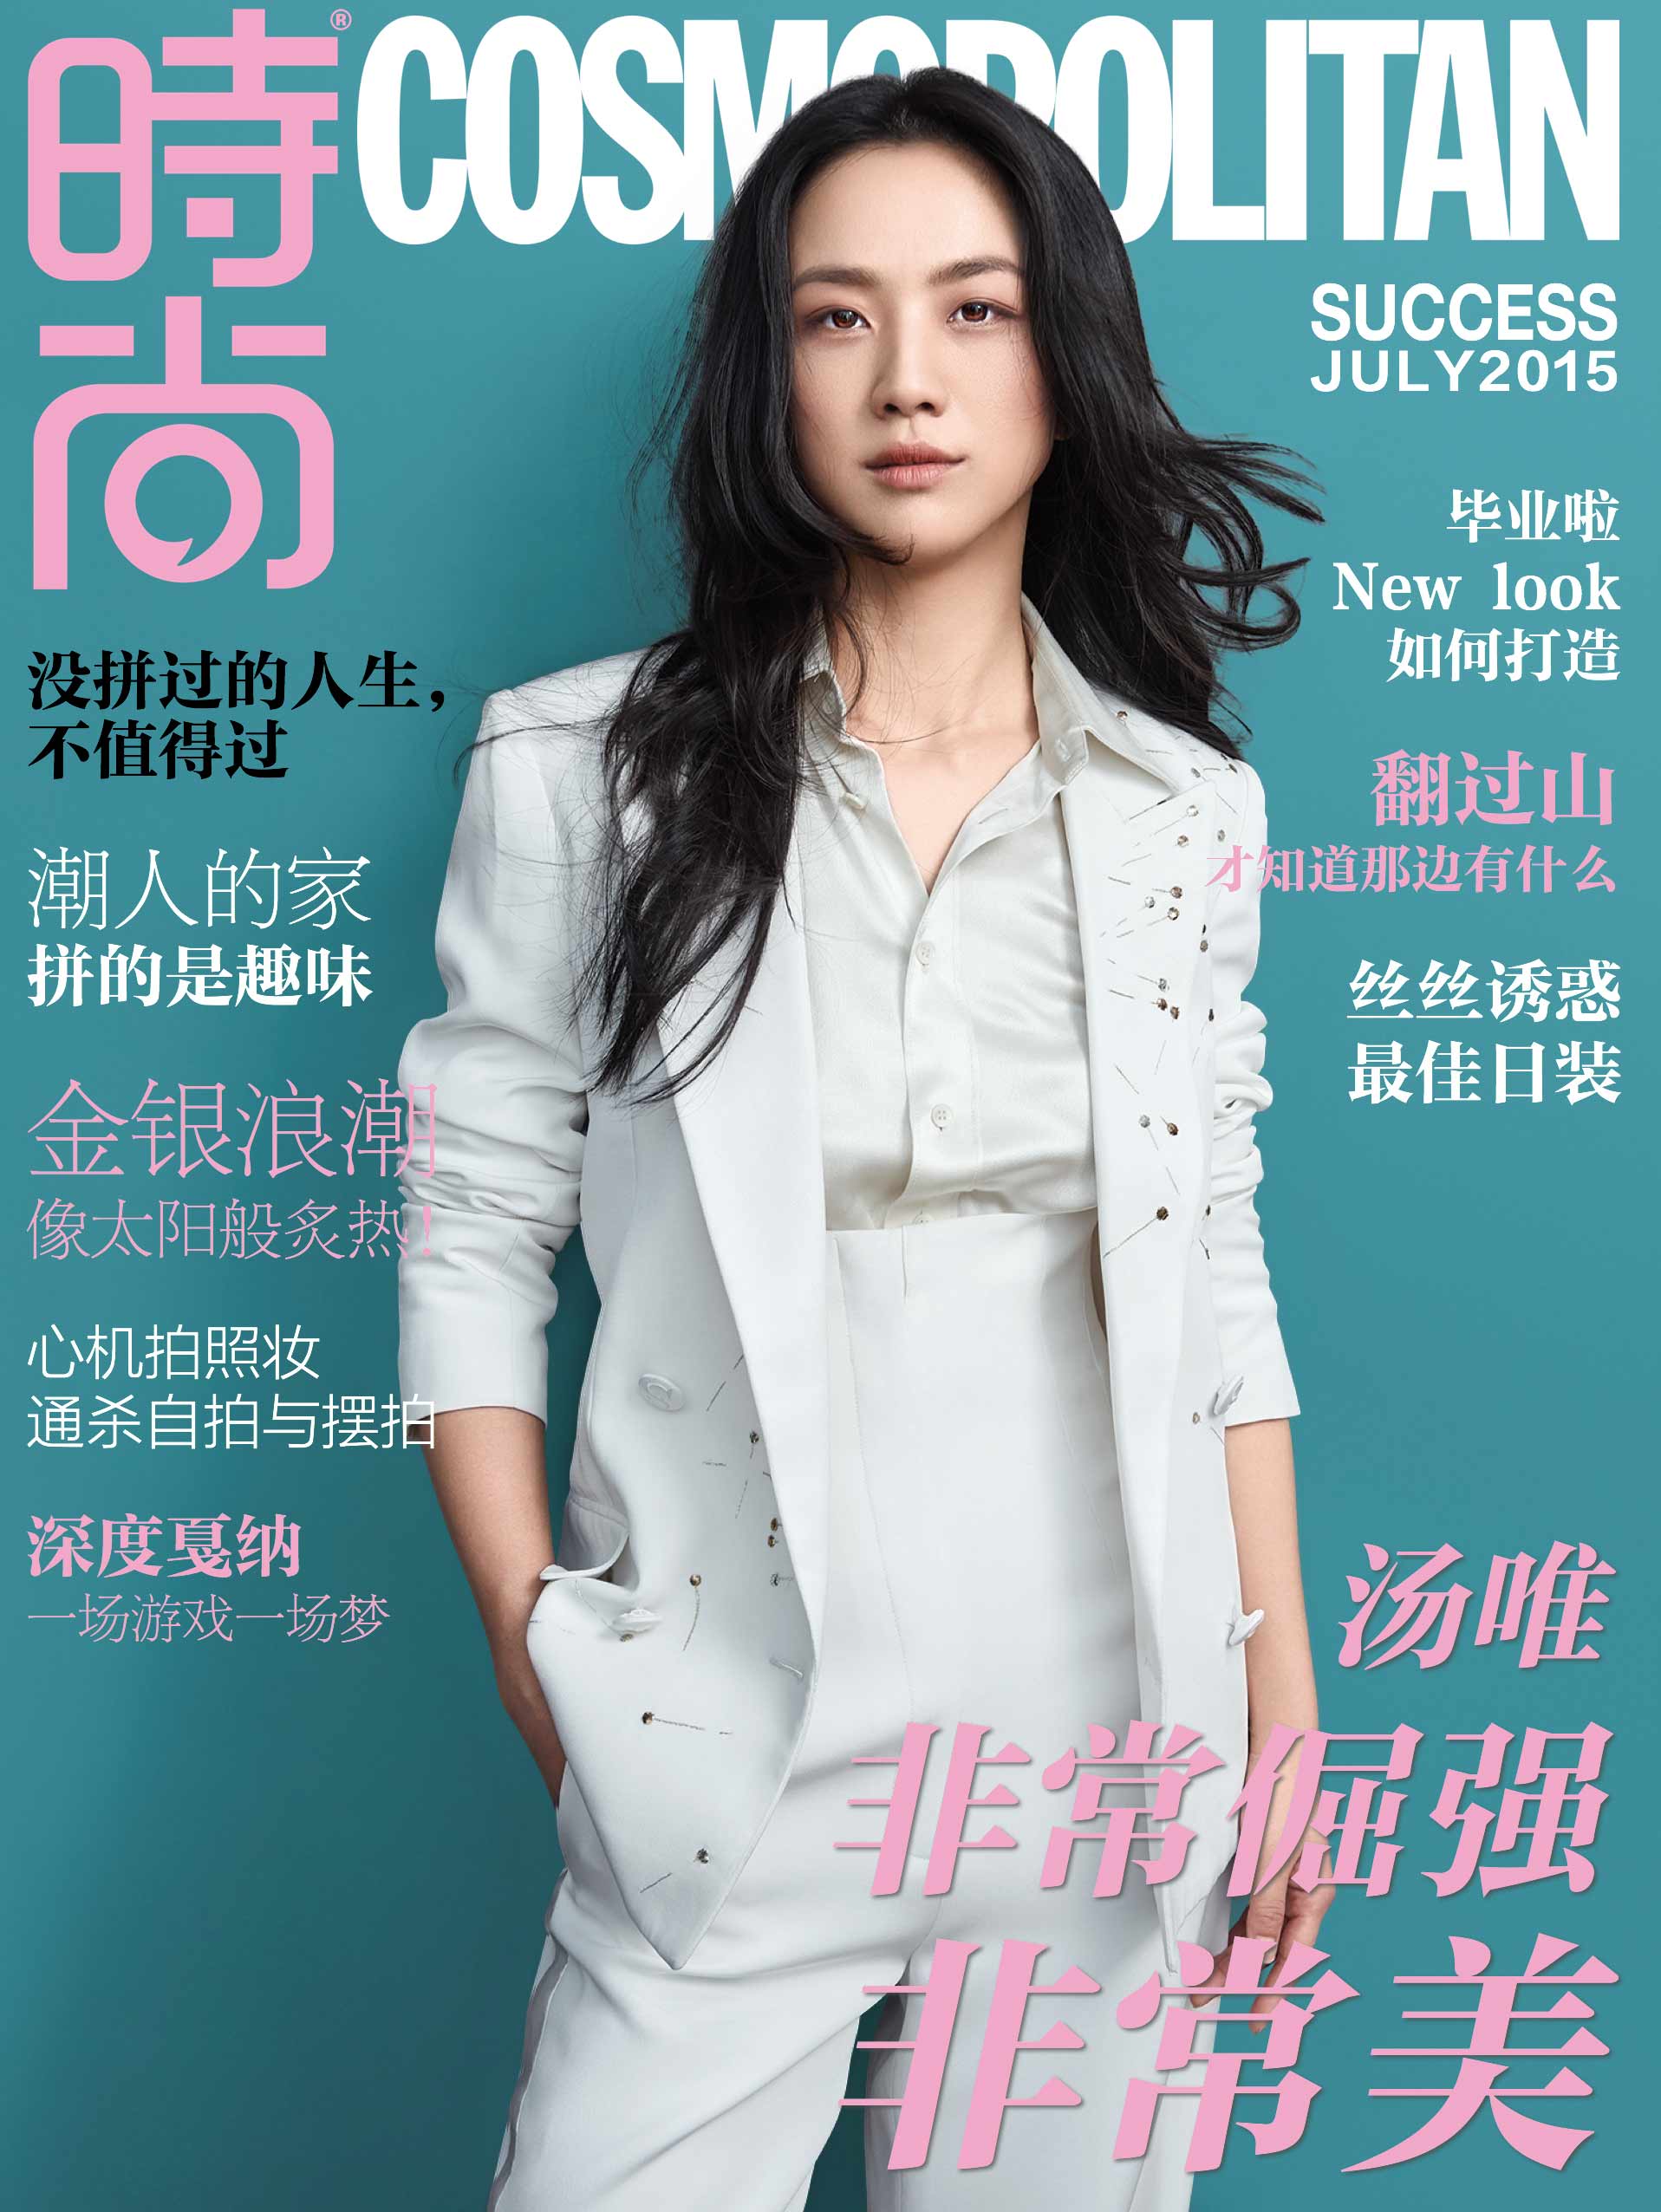 時尚®
COSMOPOLITAN
SUCCESS
JULY2015
没拼过的人生，
不值得过
潮人的家
拼的是趣味
金银浪潮
像太阳般炙热！
心机拍照妆
通杀自拍与摆拍
深度戛纳
一场游戏一场梦
毕业啦
New look
如何打造
翻过山
才知道那边有什么
丝丝诱惑
最佳日装
汤唯
非常倔强
非常美